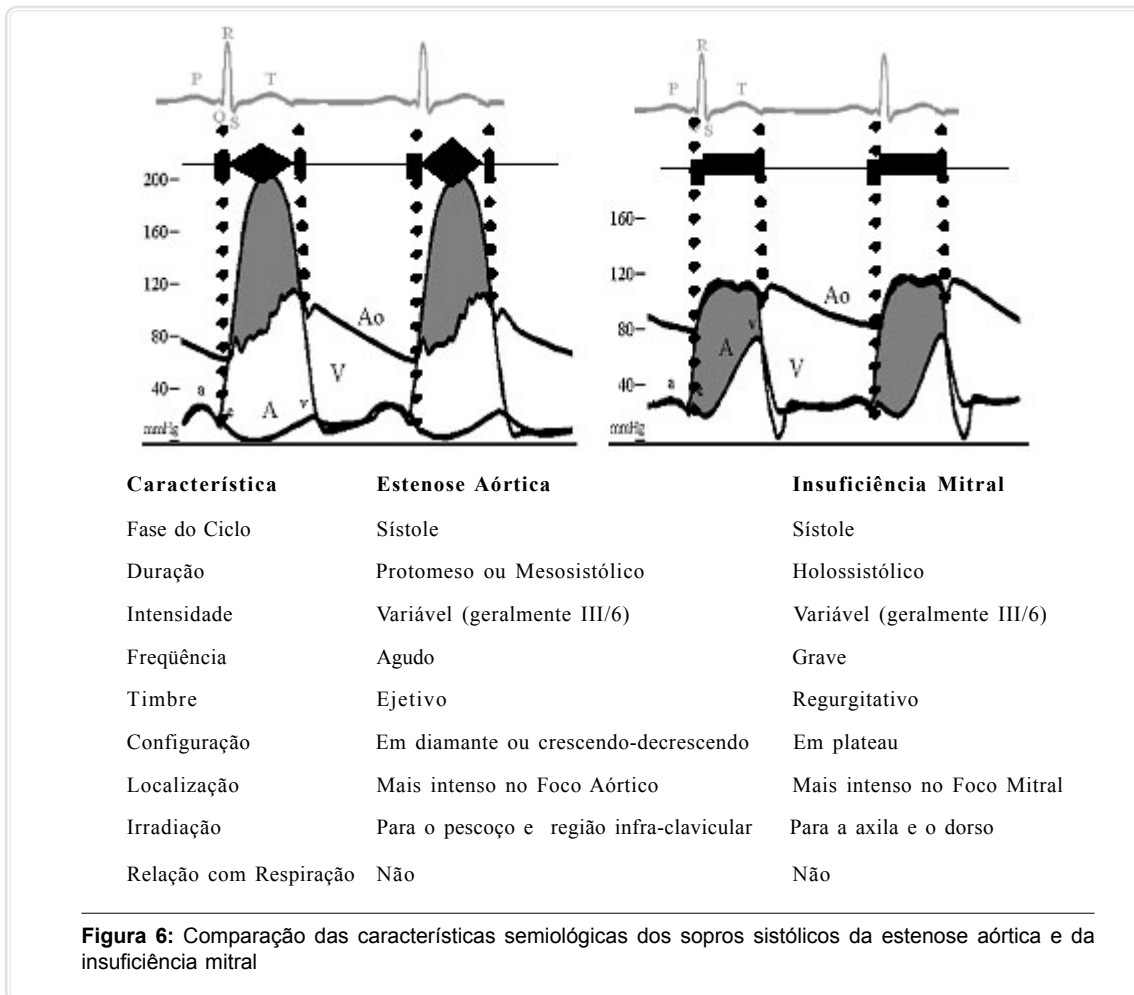 R R
P T P T
Q S S
200-
160- 160-
120- 120-
Ao Ao
80- 80-
v
A
V V
40- 40-
a a
e A v c
mmHg mmHg
Característica Estenose Aórtica Insuficiência Mitral
Fase do Ciclo Sístole Sístole
Duração Protomeso ou Mesosistólico Holossistólico
Intensidade Variável (geralmente III/6) Variável (geralmente III/6)
Freqüência Agudo Grave
Timbre Ejetivo Regurgitativo
Configuração Em diamante ou crescendo-decrescendo Em plateau
Localização Mais intenso no Foco Aórtico Mais intenso no Foco Mitral
Irradiação Para o pescoço e região infra-clavicular Para a axila e o dorso
Relação com Respiração Não Não
Figura 6: Comparação das características semiológicas dos sopros sistólicos da estenose aórtica e da
insuficiência mitral